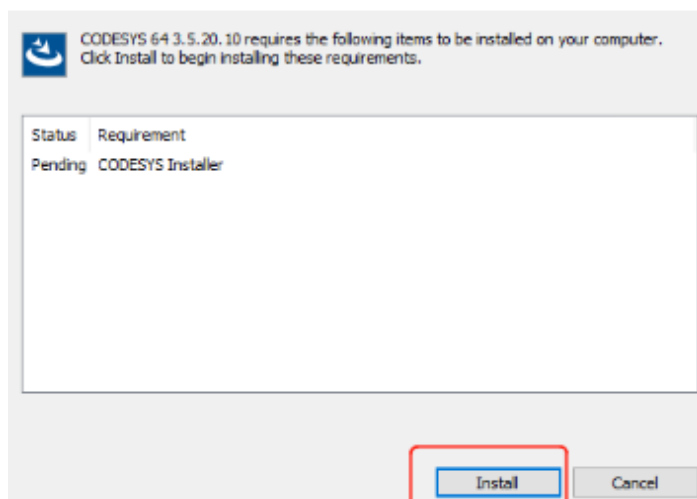 CODESYS 64 3.5.20.10 requires the following items to be installed on your computer.
Click Install to begin installing these requirements.
Status Requirement
Pending CODESYS Installer
Install Cancel